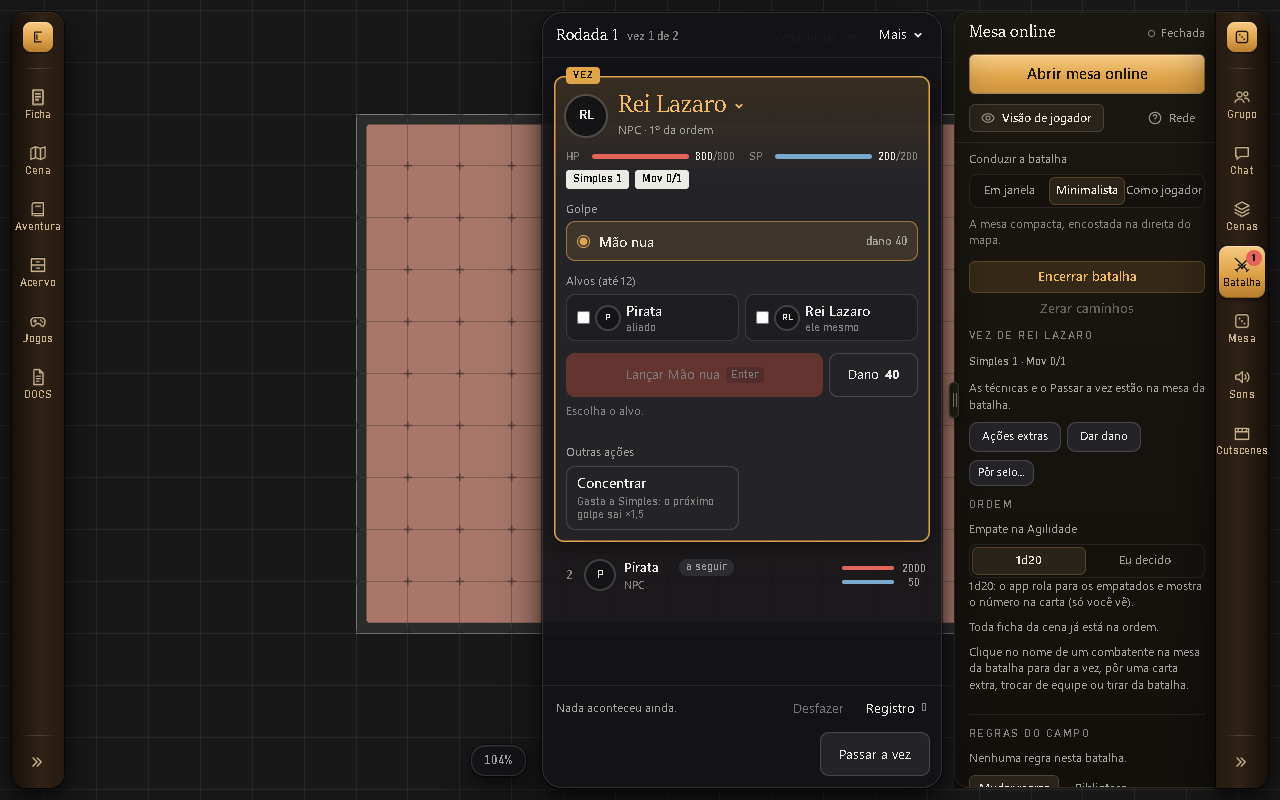 Ficha
Cena
Aventura
Acervo
Jogos
DOCS
104%
Rodada 1 vez 1 de 2
Mais
VEZ
RL
Rei Lazaro
NPC · 1º da ordem
HP 800/800 SP 200/200
Simples 1 Mov 0/1
Golpe
Mão nua dano 40
Alvos (até 12)
P Pirata
aliado
RL Rei Lazaro
ele mesmo
Lançar Mão nua Enter
Dano 40
Escolha o alvo.
Outras ações
Concentrar
Gasta a Simples: o próximo
golpe sai ×1,5
2 P Pirata a seguir 2000
NPC 50
Nada aconteceu ainda. Desfazer Registro
Passar a vez
Mesa online Fechada
Abrir mesa online
Visão de jogador Rede
Conduzir a batalha
Em janela Minimalista Como jogador
A mesa compacta, encostada na direita do
mapa.
Encerrar batalha
Zerar caminhos
VEZ DE REI LAZARO
Simples 1 · Mov 0/1
As técnicas e o Passar a vez estão na mesa da
batalha.
Ações extras Dar dano
Pôr selo...
ORDEM
Empate na Agilidade
1d20 Eu decido
1d20: o app rola para os empatados e mostra
o número na carta (só você vê).
Toda ficha da cena já está na ordem.
Clique no nome de um combatente na mesa
da batalha para dar a vez, pôr uma carta
extra, trocar de equipe ou tirar da batalha.
REGRAS DO CAMPO
Nenhuma regra nesta batalha.
Grupo
Chat
Cenas
1
Batalha
Mesa
Sons
Cutscenes